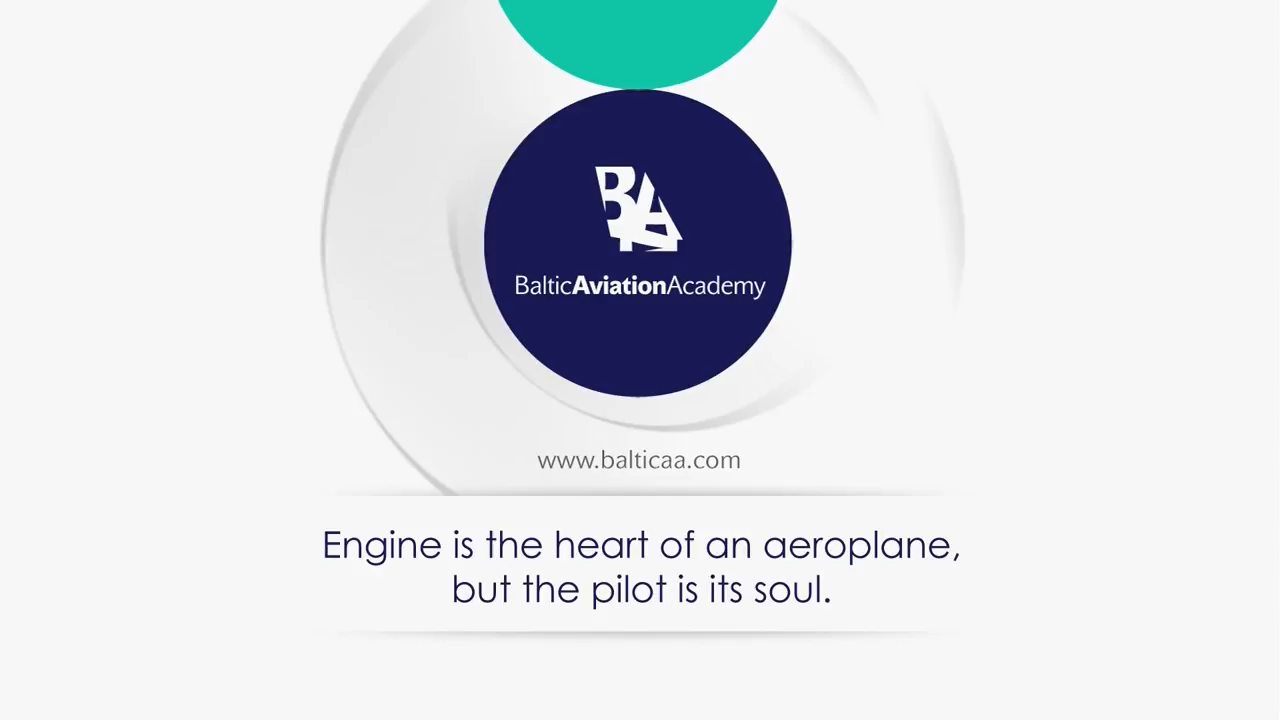 BAA
BalticAviationAcademy
www.balticaa.com
Engine is the heart of an aeroplane,
but the pilot is its soul.